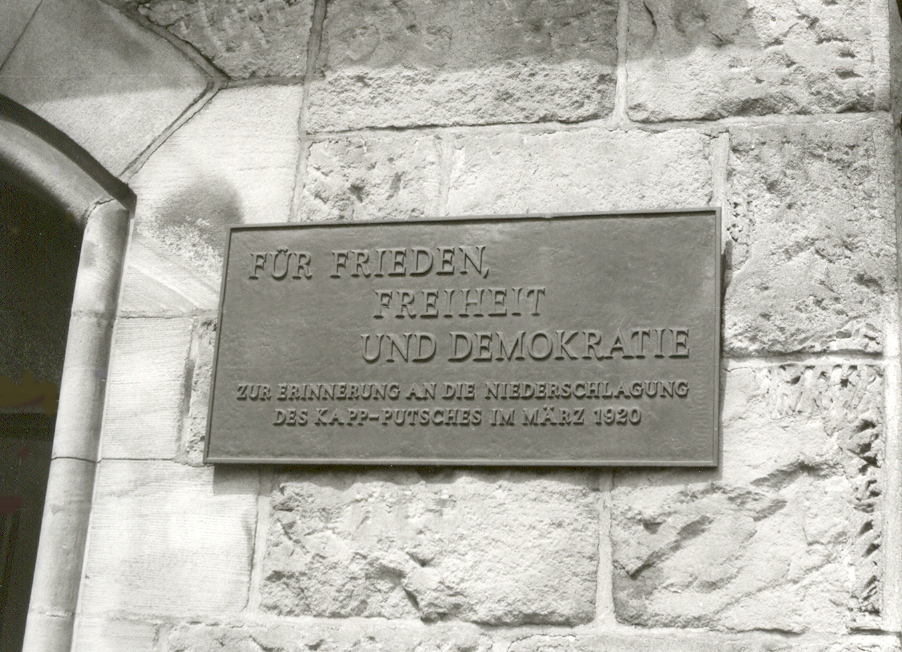 FÜR FRIEDEN,
FREIHEIT
UND DEMOKRATIE
ZUR ERINNERUNG AN DIE NIEDERSCHLAGUNG
DES KAPP-PUTSCHES IM MÄRZ 1920